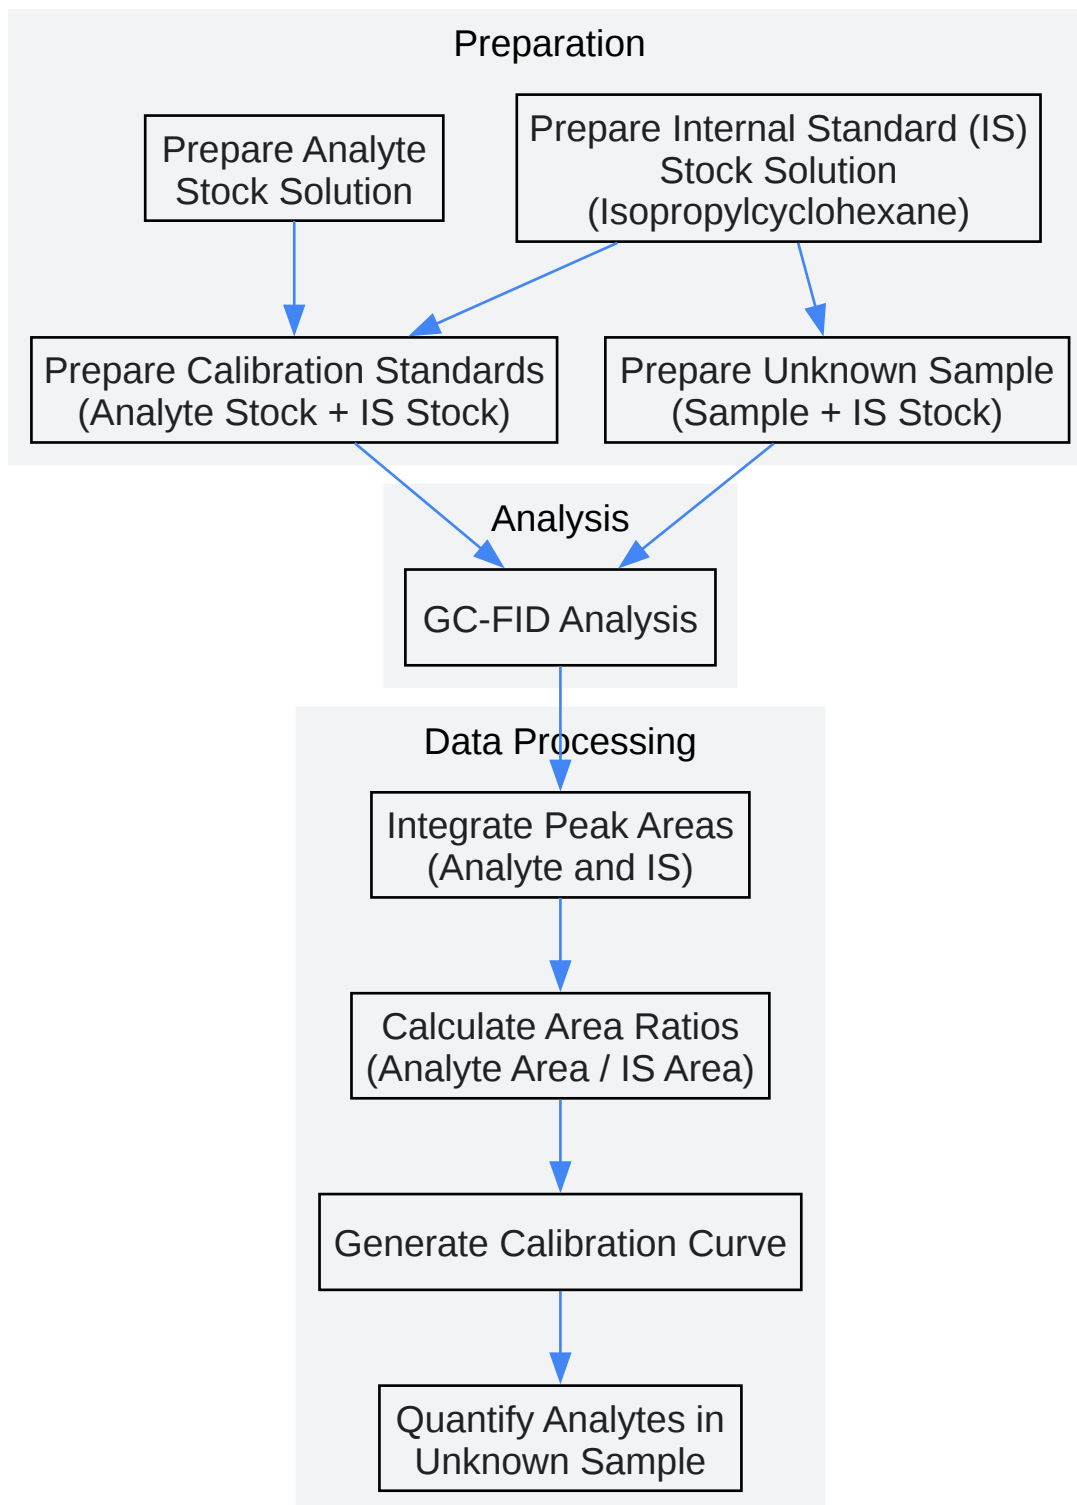 Preparation
Prepare Analyte
Stock Solution
Prepare Internal Standard (IS)
Stock Solution
(Isopropylcyclohexane)
Prepare Calibration Standards
(Analyte Stock + IS Stock)
Prepare Unknown Sample
(Sample + IS Stock)
Analysis
GC-FID Analysis
Data Processing
Integrate Peak Areas
(Analyte and IS)
Calculate Area Ratios
(Analyte Area / IS Area)
Generate Calibration Curve
Quantify Analytes in
Unknown Sample